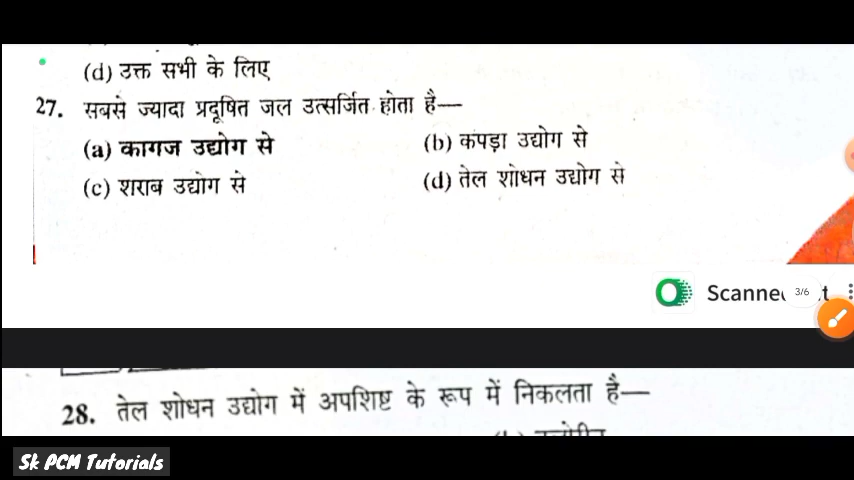 (d) उक्त सभी के लिए
27. सबसे ज्यादा प्रदूषित जल उत्सर्जित होता है—
(a) कागज उद्योग से (b) कपड़ा उद्योग से
(c) शराब उद्योग से (d) तेल शोधन उद्योग से
3/6
28. तेल शोधन उद्योग में अपशिष्ट के रूप में निकलता है—
Sk PCM Tutorials